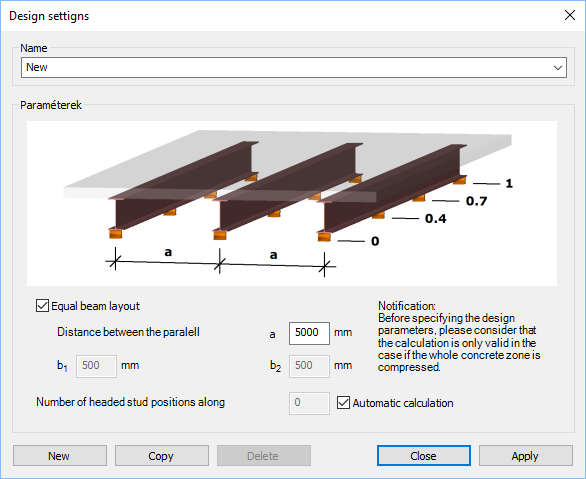 Design settigns
Name
New
Paraméterek
1
0.7
0.4
0
a
a
Equal beam layout
Distance between the paralell
a
5000
mm
b1
500
mm
b2
500
mm
Notification:
Before specifying the design
parameters, please consider that
the calculation is only valid in the
case if the whole concrete zone is
compressed.
Number of headed stud positions along
0
Automatic calculation
New
Copy
Delete
Close
Apply